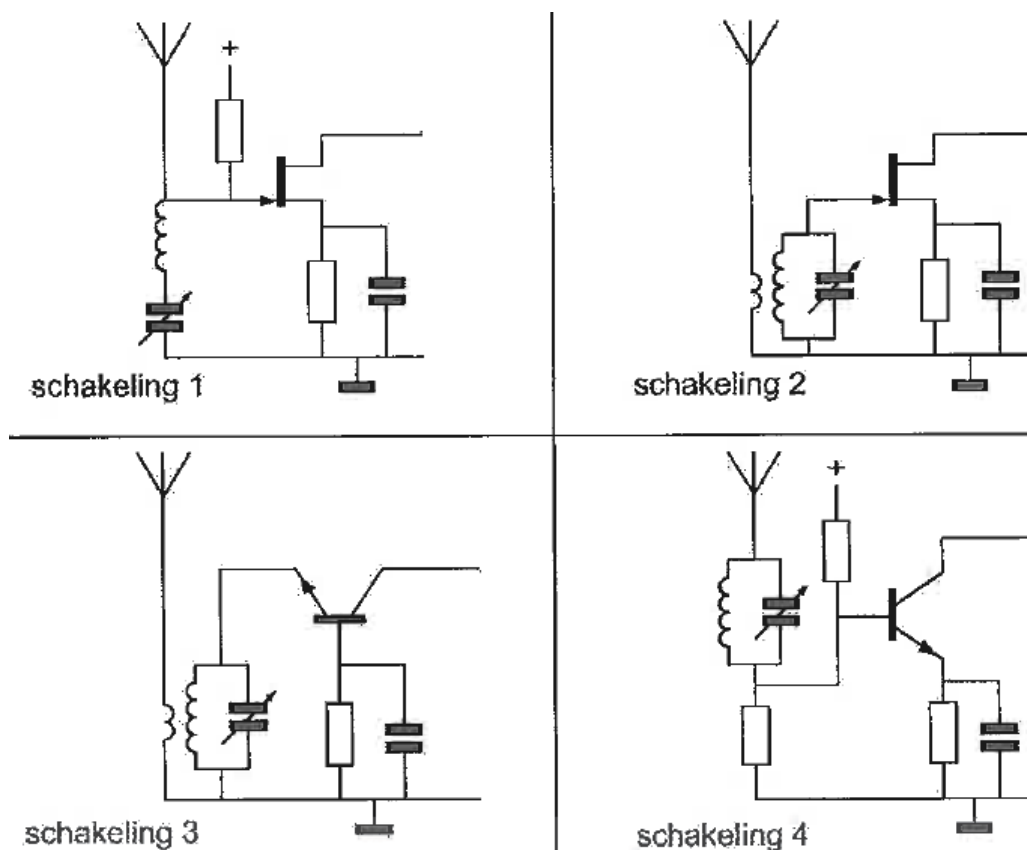 +
schakeling 1
schakeling 2
+
schakeling 3
schakeling 4